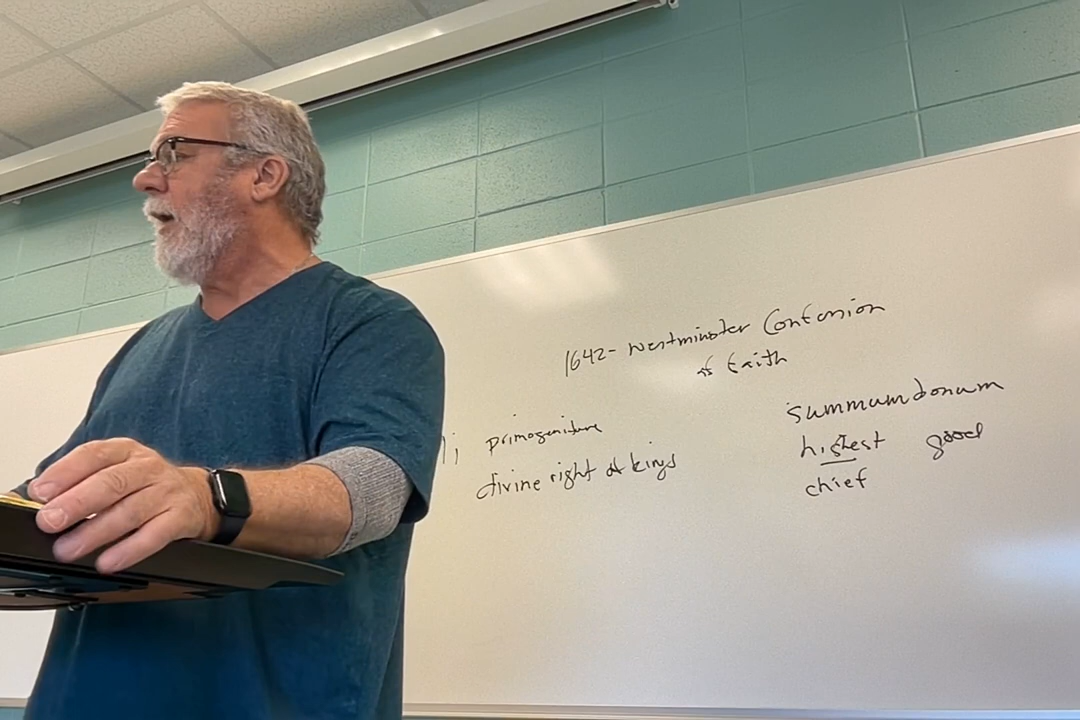 1642- Westminster Confession
of Faith
primogeniture
divine right of kings
summum bonum
highest good
chief